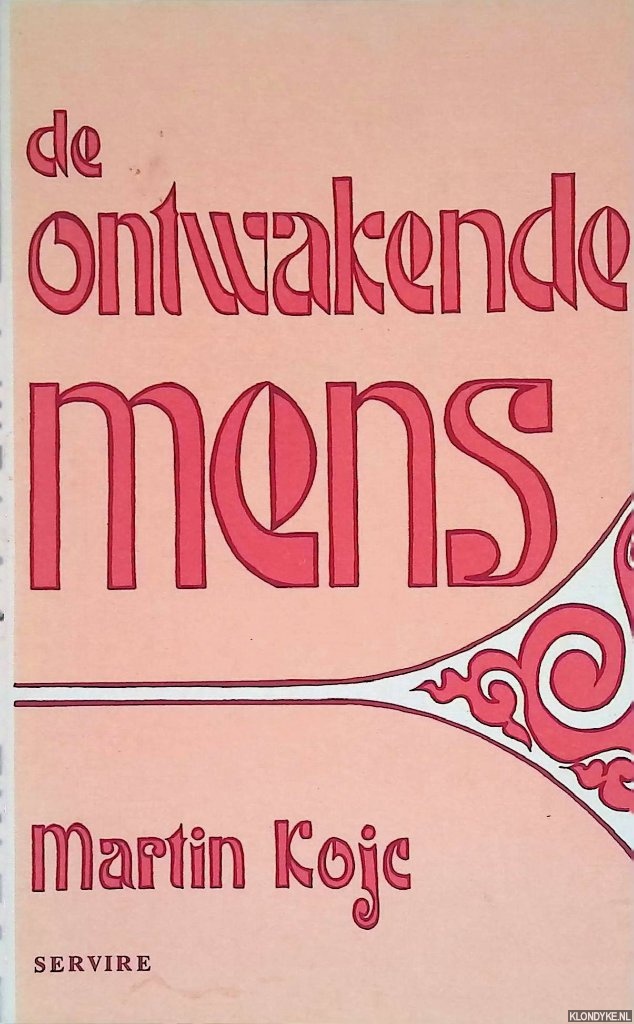 de
ontwakende
mens
Martin Kojc
SERVIRE
KLONDYKE.NL